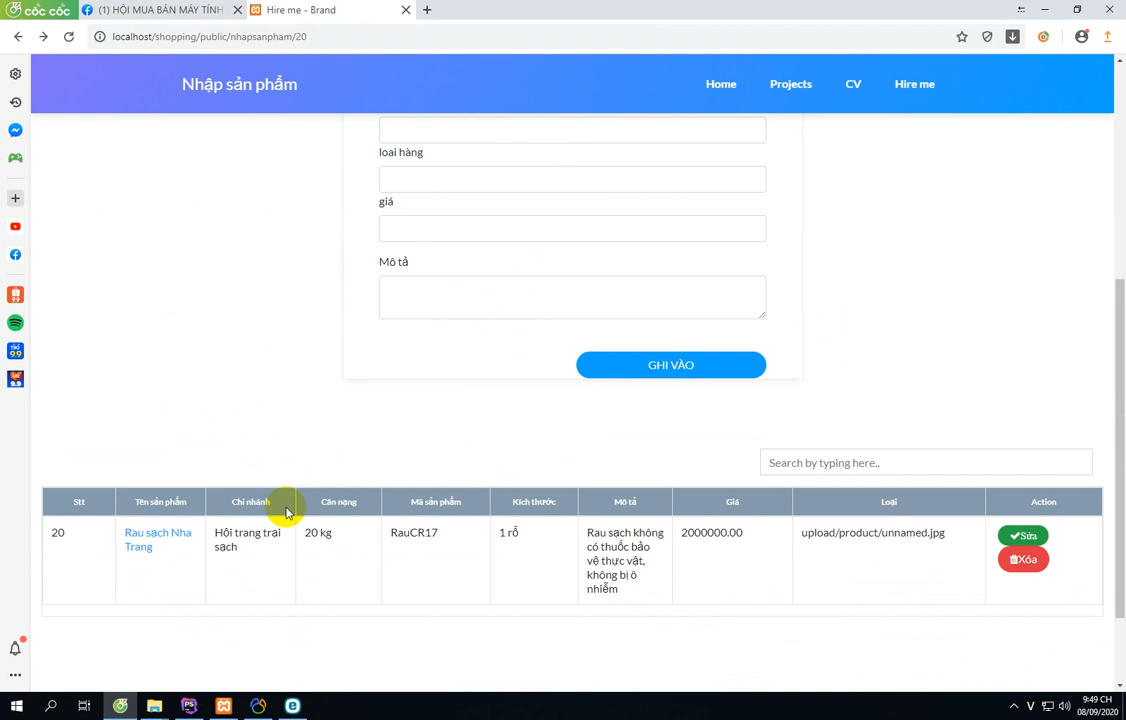 cốc cốc
(1) HỘI MUA BÁN MÁY TÍNH
Hire me - Brand
localhost/shopping/public/nhapsanpham/20
Nhập sản phẩm
Home Projects CV Hire me
loai hàng
giá
Mô tả
GHI VÀO
Search by typing here..
Stt Tên sản phẩm Chi nhánh Cân nạng Mã sản phẩm Kích thước Mô tả Giá Loại Action
20 Rau sạch Nha Hội trang trại 20 kg RauCR17 1 rổ Rau sạch không 2000000.00 upload/product/unnamed.jpg Sửa
Trang sạch có thuốc bảo Xóa
vệ thực vật,
không bị ô
nhiễm
9:49 CH
08/09/2020